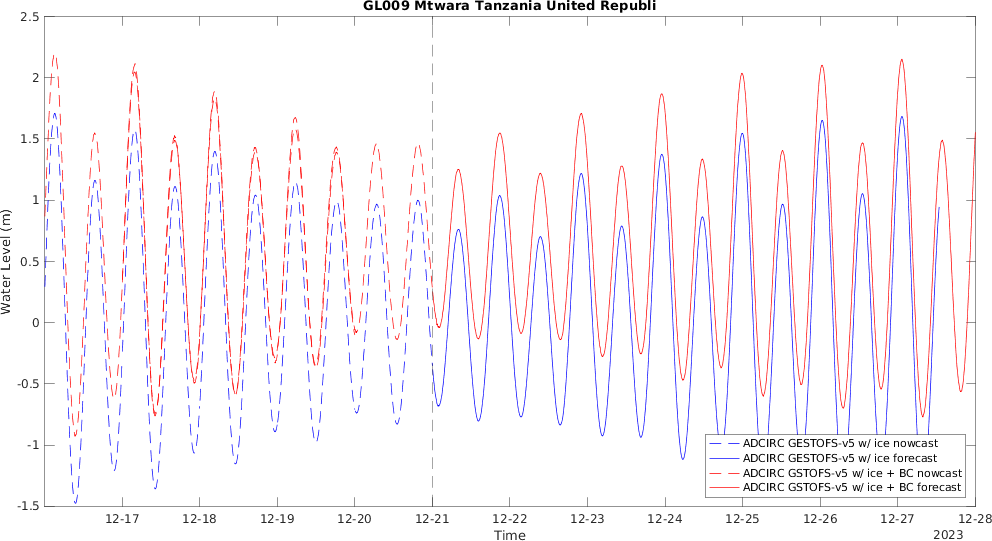 GL009 Mtwara Tanzania United Republi
2.5
2
1.5
1
0.5
0
-0.5
-1
-1.5
Water Level (m)
ADCIRC GESTOFS-v5 w/ ice nowcast
ADCIRC GESTOFS-v5 w/ ice forecast
ADCIRC GSTOFS-v5 w/ ice + BC nowcast
ADCIRC GSTOFS-v5 w/ ice + BC forecast
12-17 12-18 12-19 12-20 12-21 12-22 12-23 12-24 12-25 12-26 12-27 12-28
Time
2023